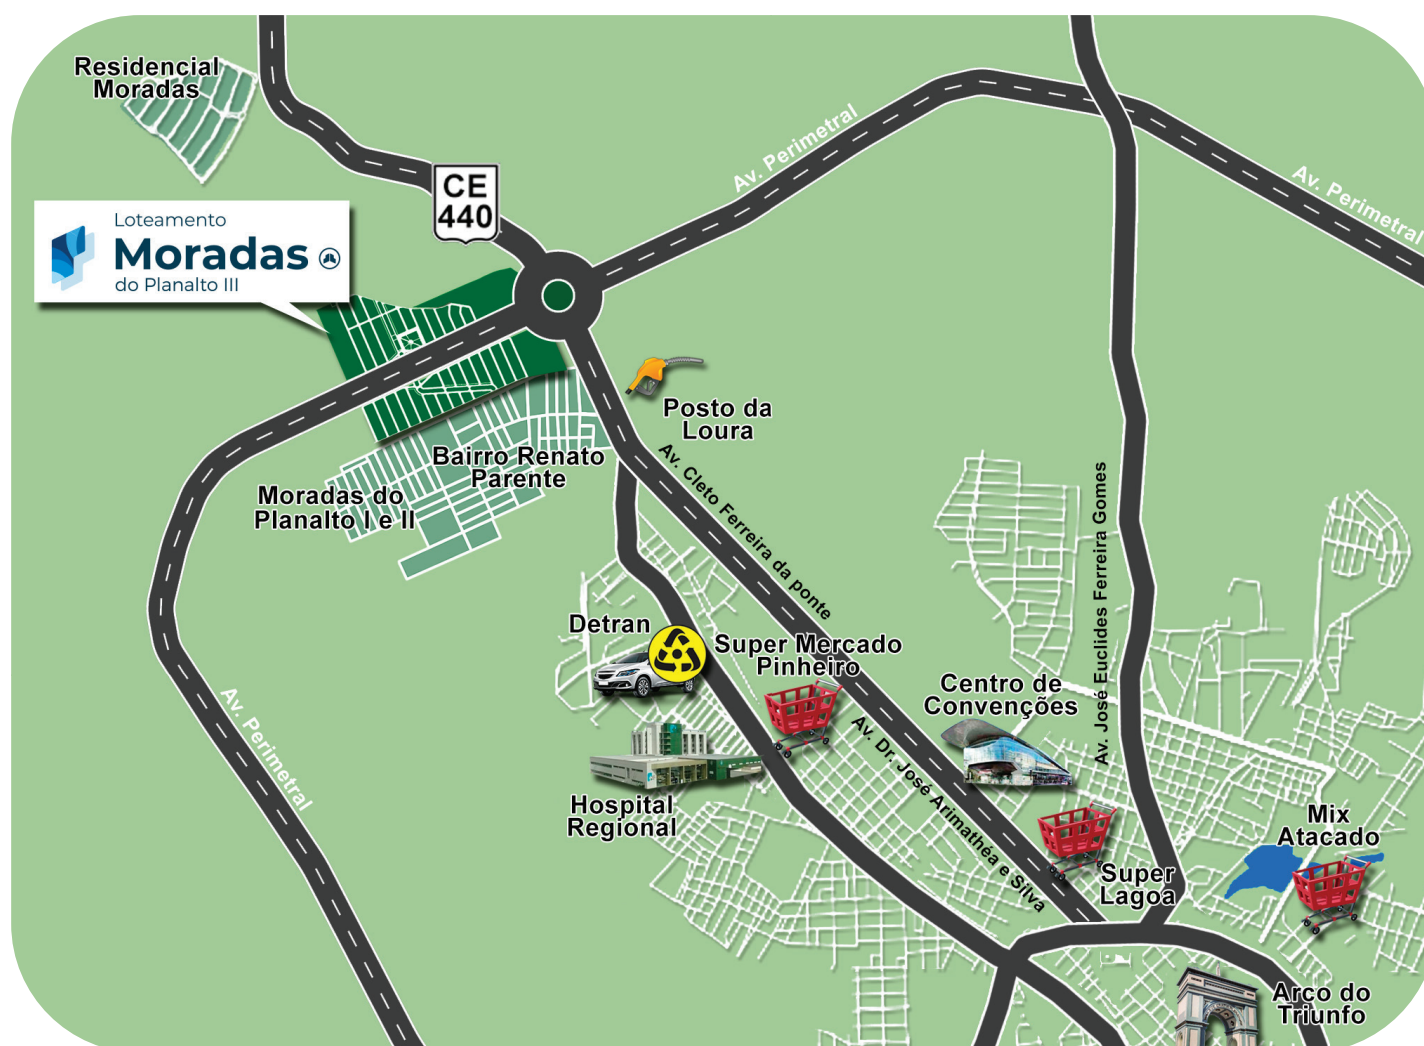 Residencial
Moradas
CE
440
Av. Perimetral
Av. Perimetral
Loteamento
Moradas
do Planalto III
Posto da
Loura
Bairro Renato
Parente
Moradas do
Planalto I e II
Av. Cleto Ferreira da ponte
Av. José Euclides Ferreira Gomes
Detran
Super Mercado
Pinheiro
Centro de
Convenções
Av. Perimetral
Av. Dr. José Arimathéa e Silva
Hospital
Regional
Mix
Atacado
Super
Lagoa
Arco do
Triunfo